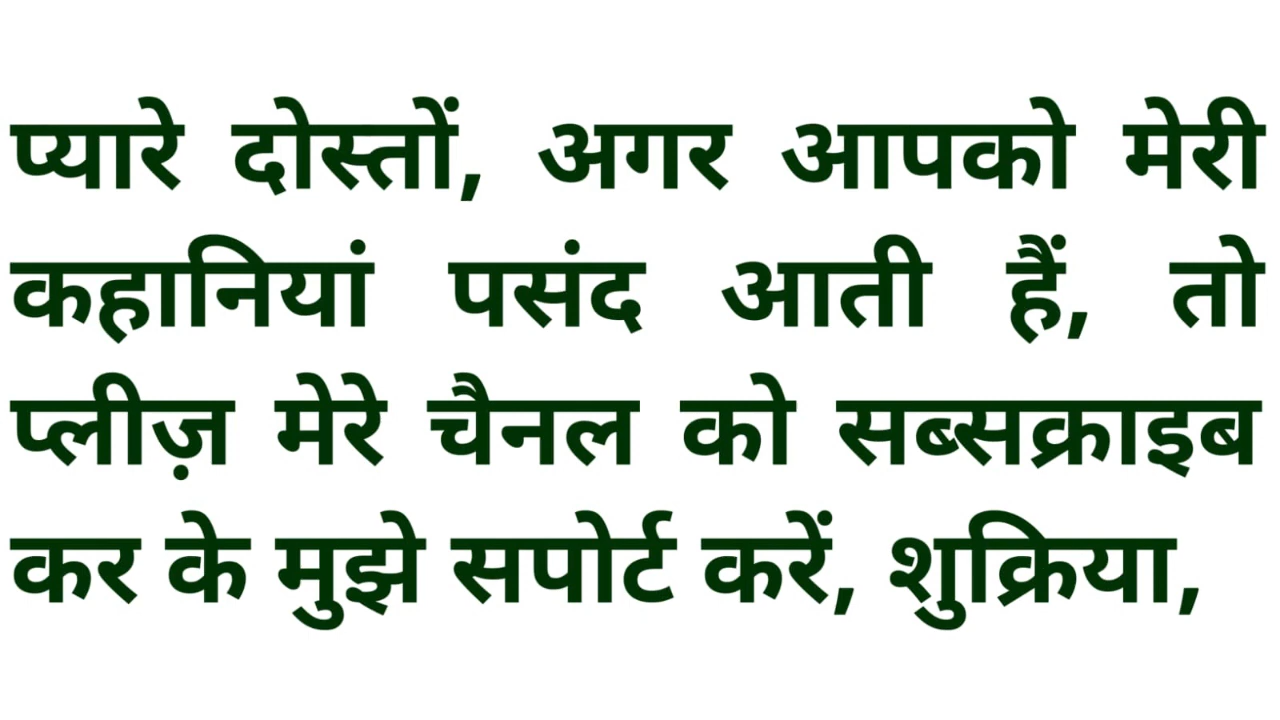 प्यारे दोस्तों, अगर आपको मेरी
कहानियां पसंद आती हैं, तो
प्लीज़ मेरे चैनल को सब्सक्राइब
कर के मुझे सपोर्ट करें, शुक्रिया,